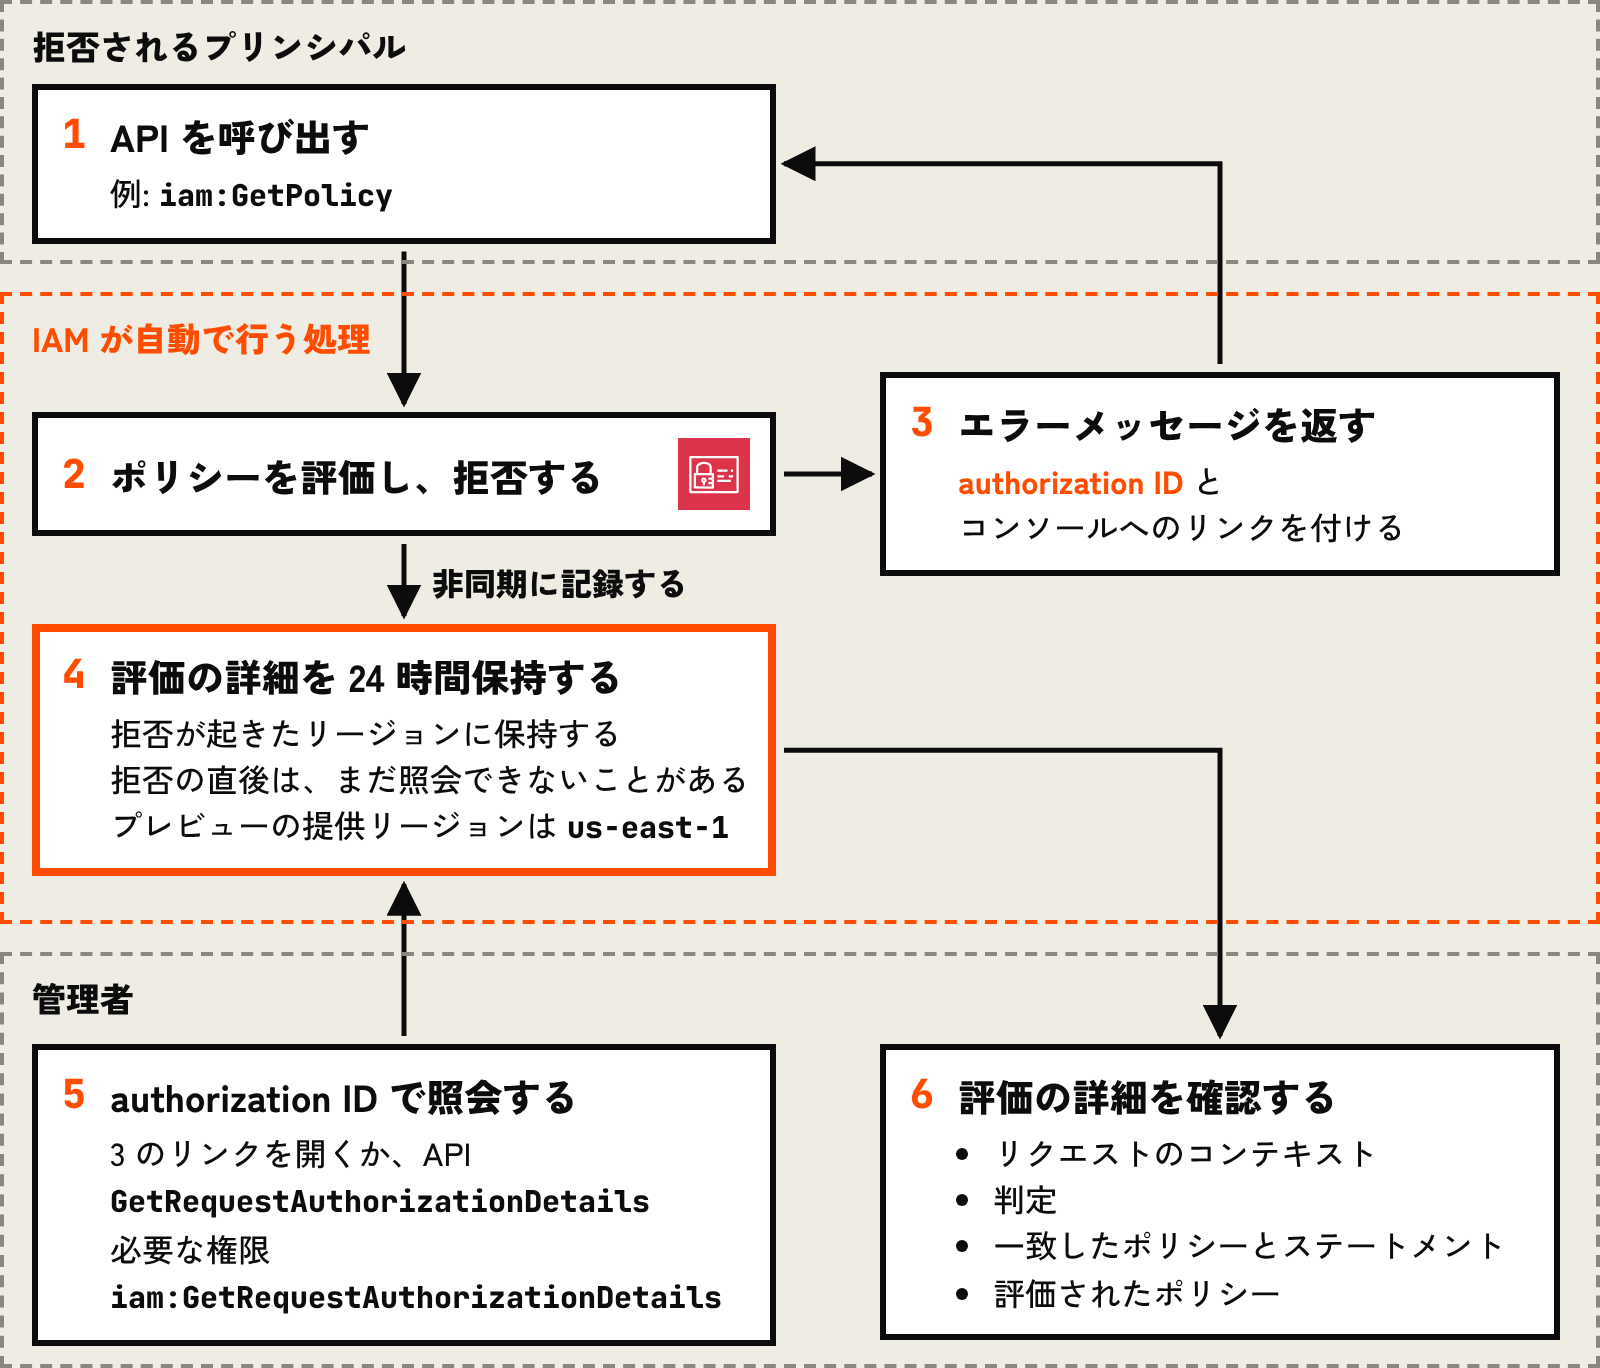 拒否されるプリンシパル
1 API を呼び出す
例: iam:GetPolicy
IAM が自動で行う処理
2 ポリシーを評価し、拒否する
3 エラーメッセージを返す
authorization ID と
コンソールへのリンクを付ける
非同期に記録する
4 評価の詳細を 24 時間保持する
拒否が起きたリージョンに保持する
拒否の直後は、まだ照会できないことがある
プレビューの提供リージョンは us-east-1
管理者
5 authorization ID で照会する
3 のリンクを開くか、API
GetRequestAuthorizationDetails
必要な権限
iam:GetRequestAuthorizationDetails
6 評価の詳細を確認する
• リクエストのコンテキスト
• 判定
• 一致したポリシーとステートメント
• 評価されたポリシー